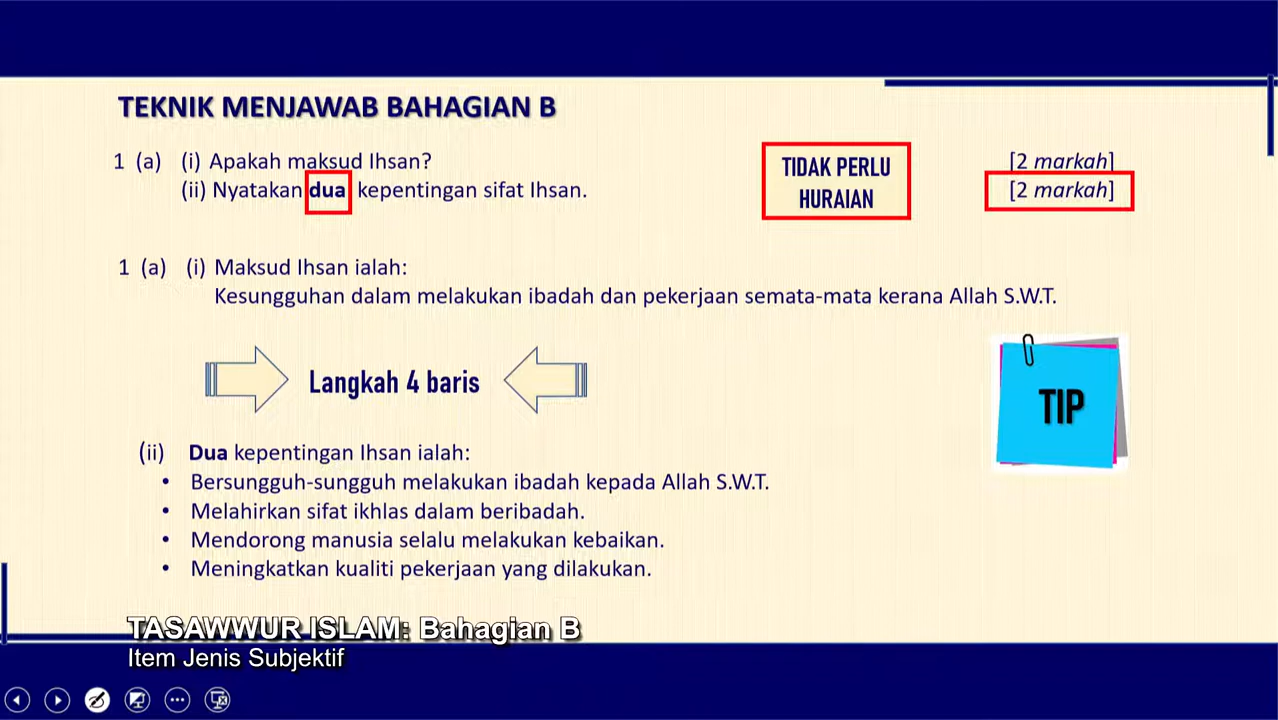 TEKNIK MENJAWAB BAHAGIAN B
1 (a) (i) Apakah maksud Ihsan? [2 markah]
(ii) Nyatakan dua kepentingan sifat Ihsan. [2 markah]
TIDAK PERLU
HURAIAN
1 (a) (i) Maksud Ihsan ialah:
Kesungguhan dalam melakukan ibadah dan pekerjaan semata-mata kerana Allah S.W.T.
Langkah 4 baris
TIP
(ii) Dua kepentingan Ihsan ialah:
• Bersungguh-sungguh melakukan ibadah kepada Allah S.W.T.
• Melahirkan sifat ikhlas dalam beribadah.
• Mendorong manusia selalu melakukan kebaikan.
• Meningkatkan kualiti pekerjaan yang dilakukan.
TASAWWUR ISLAM: Bahagian B
Item Jenis Subjektif